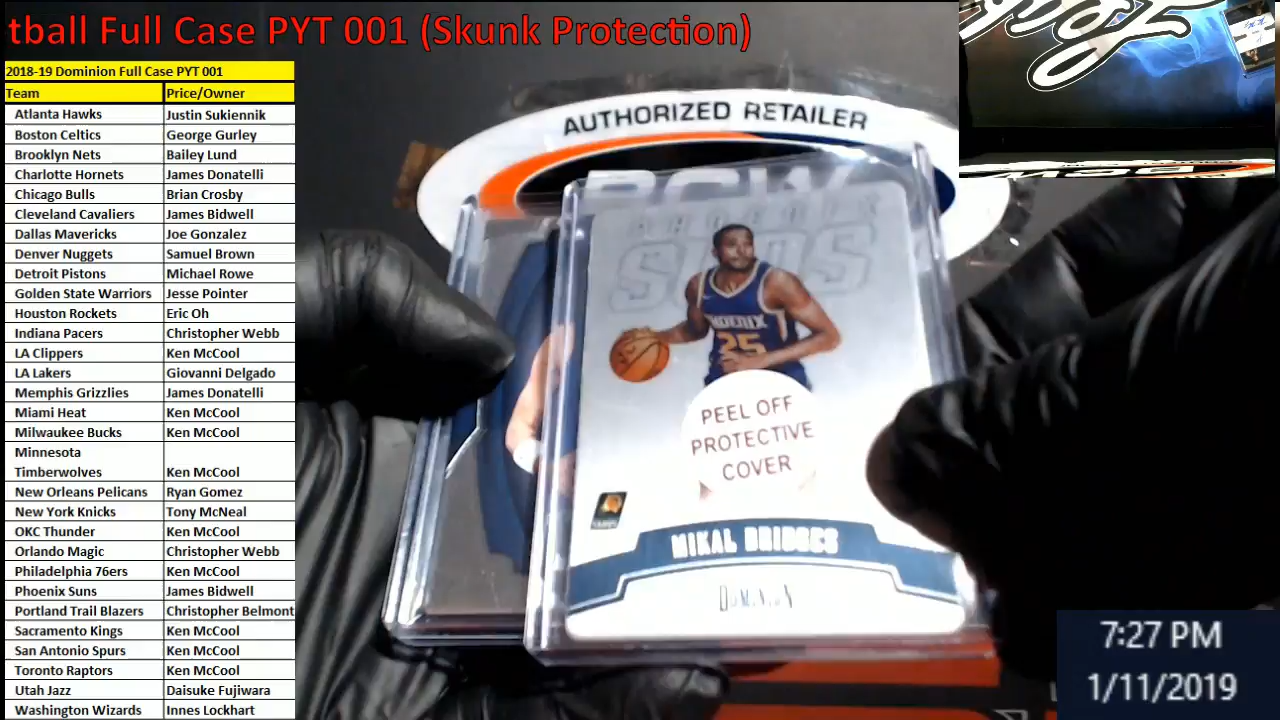 tball Full Case PYT 001 (Skunk Protection)
2018-19 Dominion Full Case PYT 001
Team Price/Owner
Atlanta Hawks Justin Sukiennik
Boston Celtics George Gurley
Brooklyn Nets Bailey Lund
Charlotte Hornets James Donatelli
Chicago Bulls Brian Crosby
Cleveland Cavaliers James Bidwell
Dallas Mavericks Joe Gonzalez
Denver Nuggets Samuel Brown
Detroit Pistons Michael Rowe
Golden State Warriors Jesse Pointer
Houston Rockets Eric Oh
Indiana Pacers Christopher Webb
LA Clippers Ken McCool
LA Lakers Giovanni Delgado
Memphis Grizzlies James Donatelli
Miami Heat Ken McCool
Milwaukee Bucks Ken McCool
Minnesota
Timberwolves Ken McCool
New Orleans Pelicans Ryan Gomez
New York Knicks Tony McNeal
OKC Thunder Ken McCool
Orlando Magic Christopher Webb
Philadelphia 76ers Ken McCool
Phoenix Suns James Bidwell
Portland Trail Blazers Christopher Belmont
Sacramento Kings Ken McCool
San Antonio Spurs Ken McCool
Toronto Raptors Ken McCool
Utah Jazz Daisuke Fujiwara
Washington Wizards Innes Lockhart
AUTHORIZED RETAILER
PHOENIX
SUNS
PHOENIX
25
PEEL OFF
PROTECTIVE
COVER
MIKAL BRIDGES
DOMINION
7:27 PM
1/11/2019